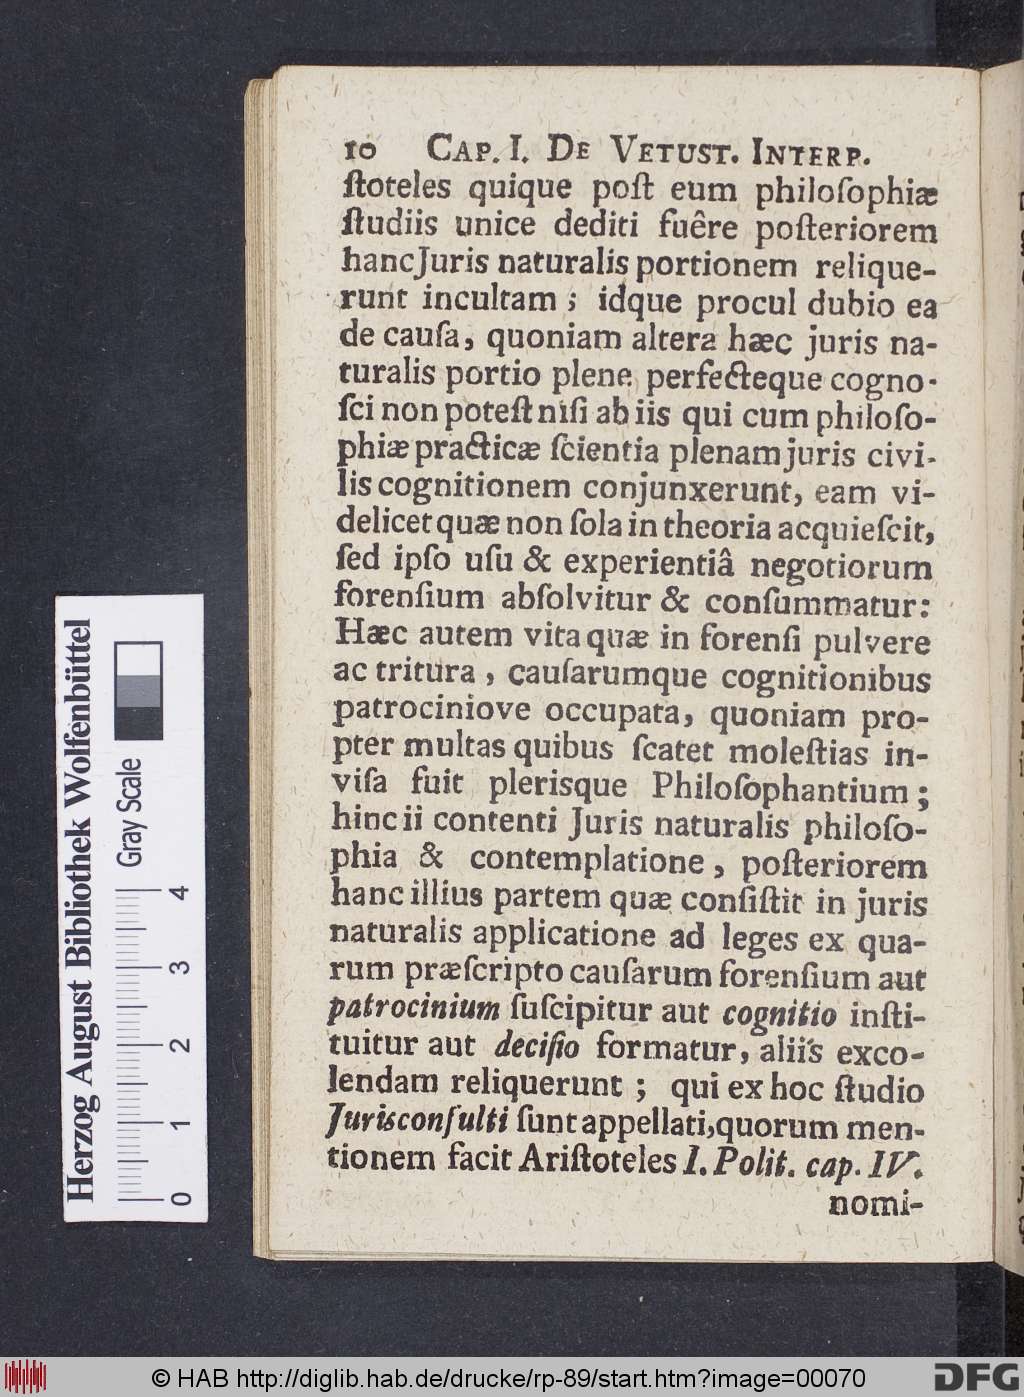 10 CAP. I. DE VETUST. INTERP.
ſtoteles quique poſt eum philoſophiæ
ſtudiis unice dediti fuêre poſteriorem
hanc Juris naturalis portionem relique-
runt incultam ; idque procul dubio ea
de cauſa, quoniam altera hæc juris na-
turalis portio plene perfecteque cogno-
ſci non poteſt niſi ab iis qui cum philoſo-
phiæ practicæ ſcientia plenam juris civi-
lis cognitionem conjunxerunt, eam vi-
delicet quæ non ſola in theoria acquieſcit,
ſed ipſo uſu & experientiâ negotiorum
forenſium abſolvitur & conſummatur:
Hæc autem vita quæ in forenſi pulvere
ac tritura , cauſarumque cognitionibus
patrociniove occupata, quoniam pro-
pter multas quibus ſcatet moleſtias in-
viſa fuit plerisque Philoſophantium ;
hinc ii contenti Juris naturalis philoſo-
phia & contemplatione , poſteriorem
hanc illius partem quæ conſiſtit in juris
naturalis applicatione ad leges ex qua-
rum præſcripto cauſarum forenſium aut
patrocinium ſuſcipitur aut cognitio inſti-
tuitur aut deciſio formatur, aliis exco-
lendam reliquerunt ; qui ex hoc ſtudio
Jurisconſulti ſunt appellati, quorum men-
tionem facit Ariſtoteles I. Polit. cap. IV.
nomi-
Herzog August Bibliothek Wolfenbüttel
Gray Scale
0 1 2 3 4
© HAB http://diglib.hab.de/drucke/rp-89/start.htm?image=00070
DFG